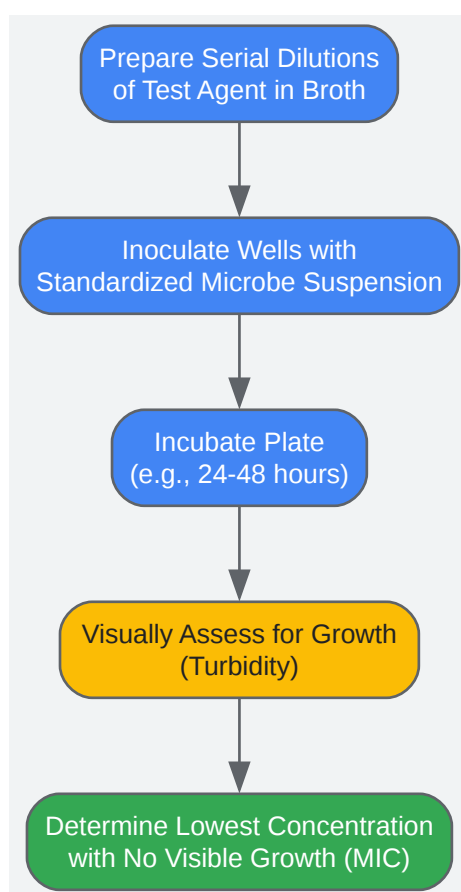 Prepare Serial Dilutions
of Test Agent in Broth
Inoculate Wells with
Standardized Microbe Suspension
Incubate Plate
(e.g., 24-48 hours)
Visually Assess for Growth
(Turbidity)
Determine Lowest Concentration
with No Visible Growth (MIC)